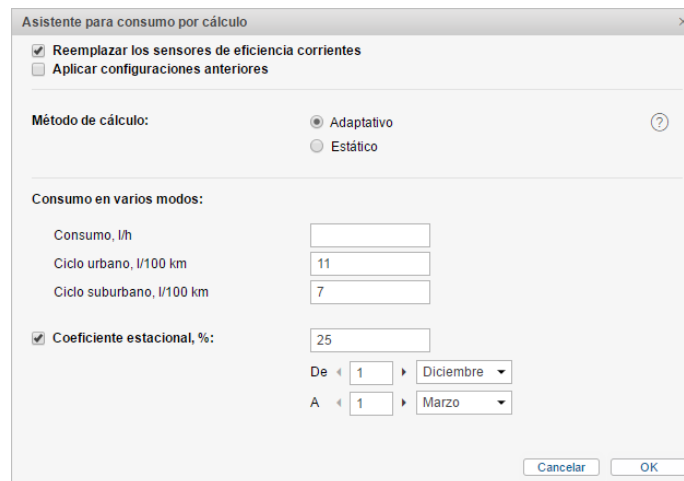 Asistente para consumo por cálculo
Reemplazar los sensores de eficiencia corrientes
Aplicar configuraciones anteriores
Método de cálculo: Adaptativo ?
Estático
Consumo en varios modos:
Consumo, l/h
Ciclo urbano, l/100 km 11
Ciclo suburbano, l/100 km 7
Coeficiente estacional, %: 25
De 1 Diciembre
A 1 Marzo
Cancelar OK